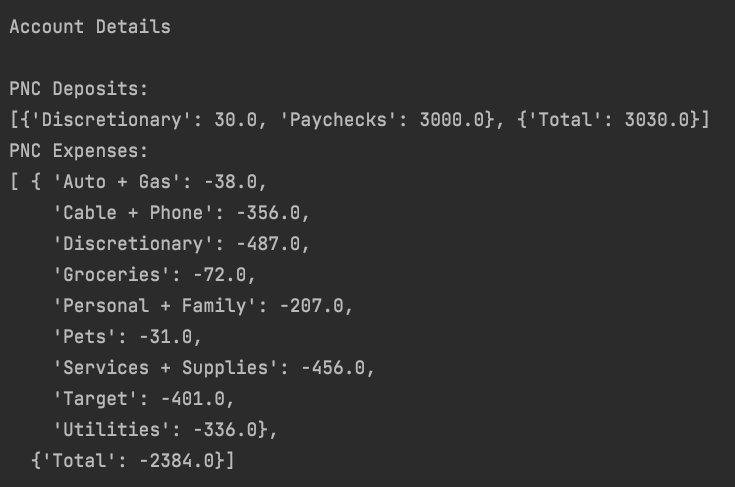 Account Details
PNC Deposits:
[{'Discretionary': 30.0, 'Paychecks': 3000.0}, {'Total': 3030.0}]
PNC Expenses:
[ { 'Auto + Gas': -38.0,
    'Cable + Phone': -356.0,
    'Discretionary': -487.0,
    'Groceries': -72.0,
    'Personal + Family': -207.0,
    'Pets': -31.0,
    'Services + Supplies': -456.0,
    'Target': -401.0,
    'Utilities': -336.0},
  {'Total': -2384.0}]